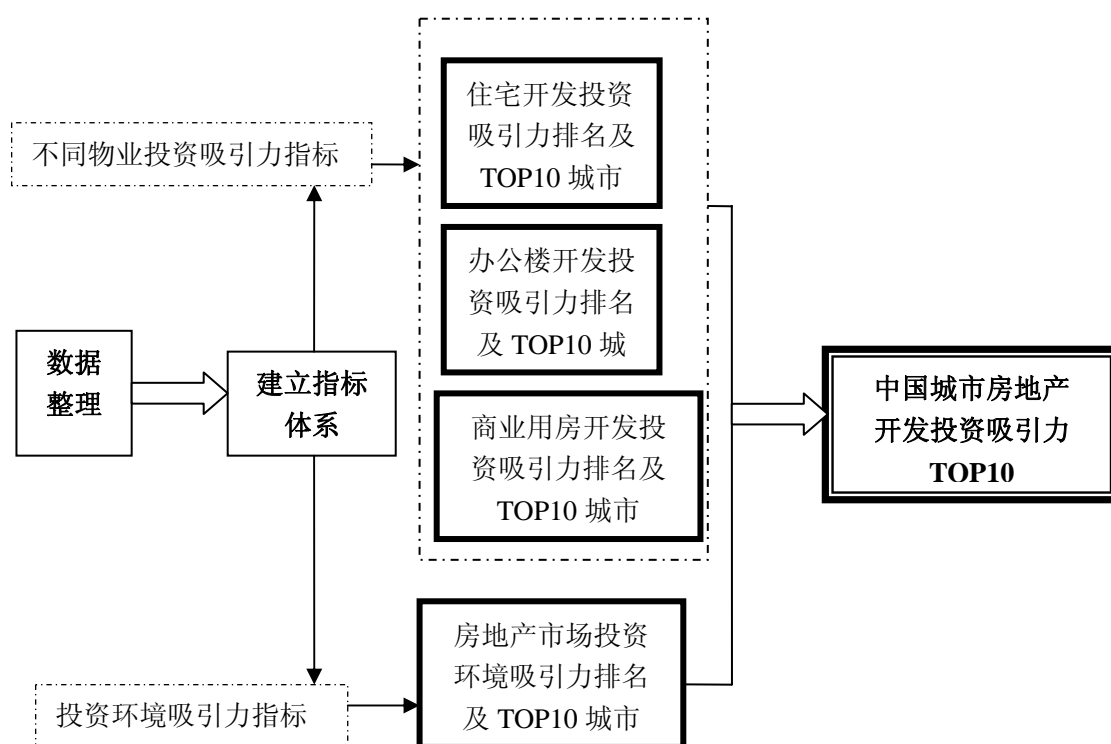 不同物业投资吸引力指标
住宅开发投资
吸引力排名及
TOP10 城市
办公楼开发投
资吸引力排名
及 TOP10 城
商业用房开发投
资吸引力排名及
TOP10 城市
数据
整理
建立指标
体系
中国城市房地产
开发投资吸引力
TOP10
投资环境吸引力指标
房地产市场投资
环境吸引力排名
及 TOP10 城市